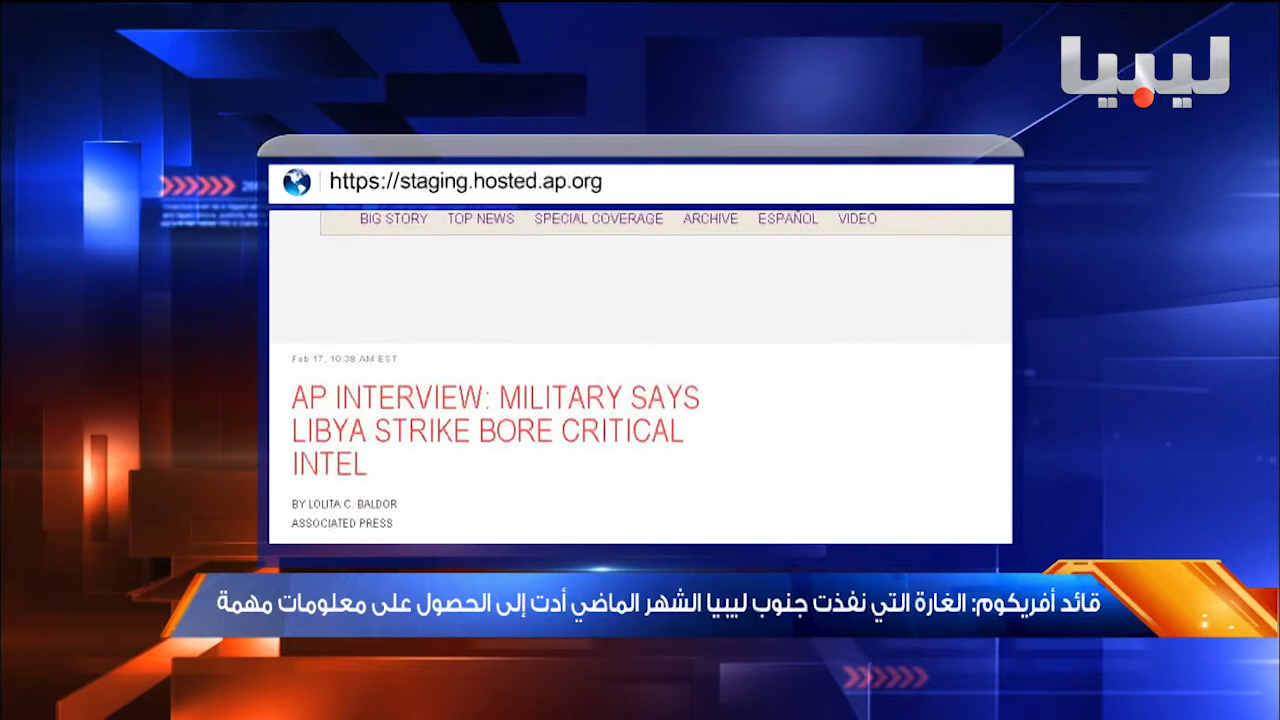 ليبيا
https://staging.hosted.ap.org
BIG STORY TOP NEWS SPECIAL COVERAGE ARCHIVE ESPAÑOL VIDEO
Feb 17, 10:38 AM EST
AP INTERVIEW: MILITARY SAYS
LIBYA STRIKE BORE CRITICAL
INTEL
BY LOLITA C. BALDOR
ASSOCIATED PRESS
قائد أفريكوم: الغارة التي نفذت جنوب ليبيا الشهر الماضي أدت إلى الحصول على معلومات مهمة